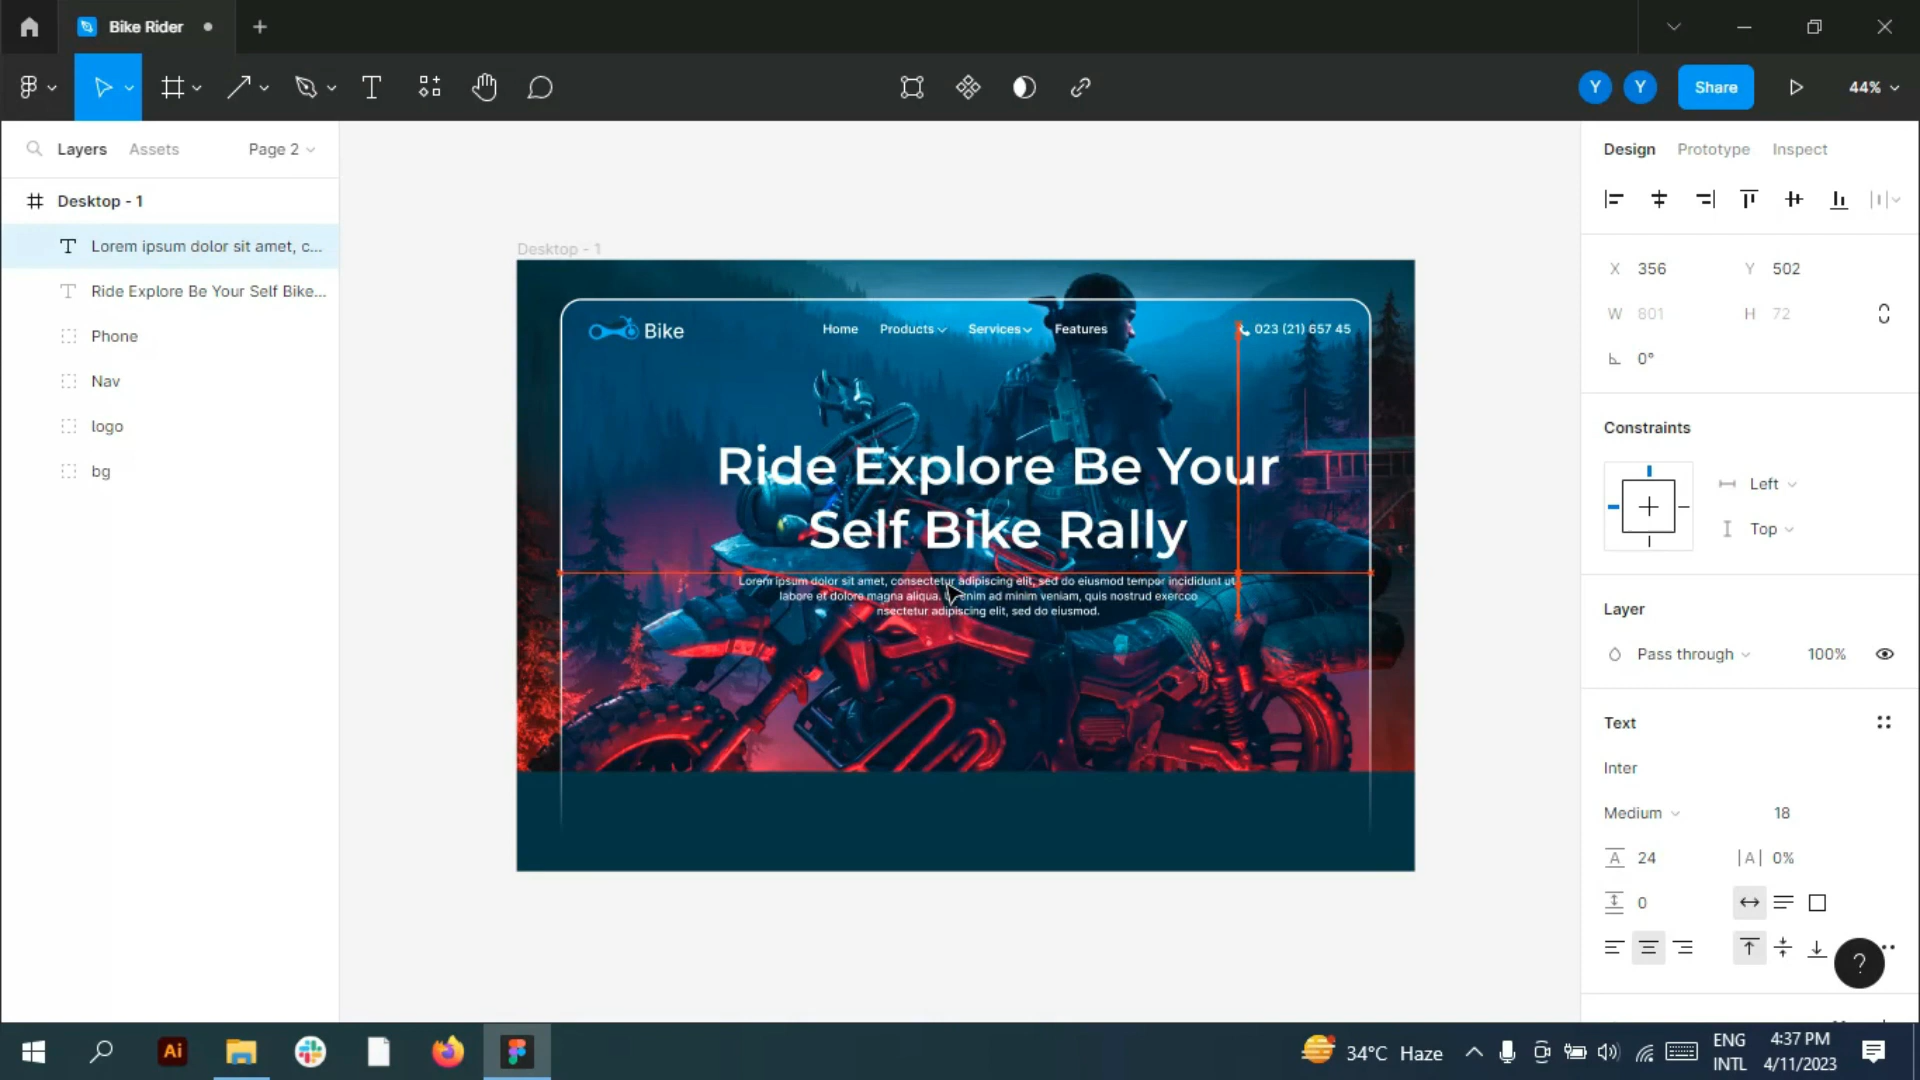 Bike Rider
Share
44%
Y
Y
Layers
Assets
Page 2
Desktop - 1
Lorem ipsum dolor sit amet, c...
Ride Explore Be Your Self Bike...
Phone
Nav
logo
bg
Desktop - 1
Bike
Home
Products
Services
Features
023 (21) 657 45
Ride Explore Be Your
Self Bike Rally
Lorem ipsum dolor sit amet, consectetur adipiscing elit, sed do eiusmod tempor incididunt ut
labore et dolore magna aliqua. enim ad minim veniam, quis nostrud exercco
nsectetur adipiscing elit, sed do eiusmod.
Design
Prototype
Inspect
X 356
Y 502
W 801
H 72
0°
Constraints
Left
Top
Layer
Pass through
100%
Text
Inter
Medium
18
A 24
|A| 0%
0
?
Ai
34°C Haze
ENG
INTL
4:37 PM
4/11/2023